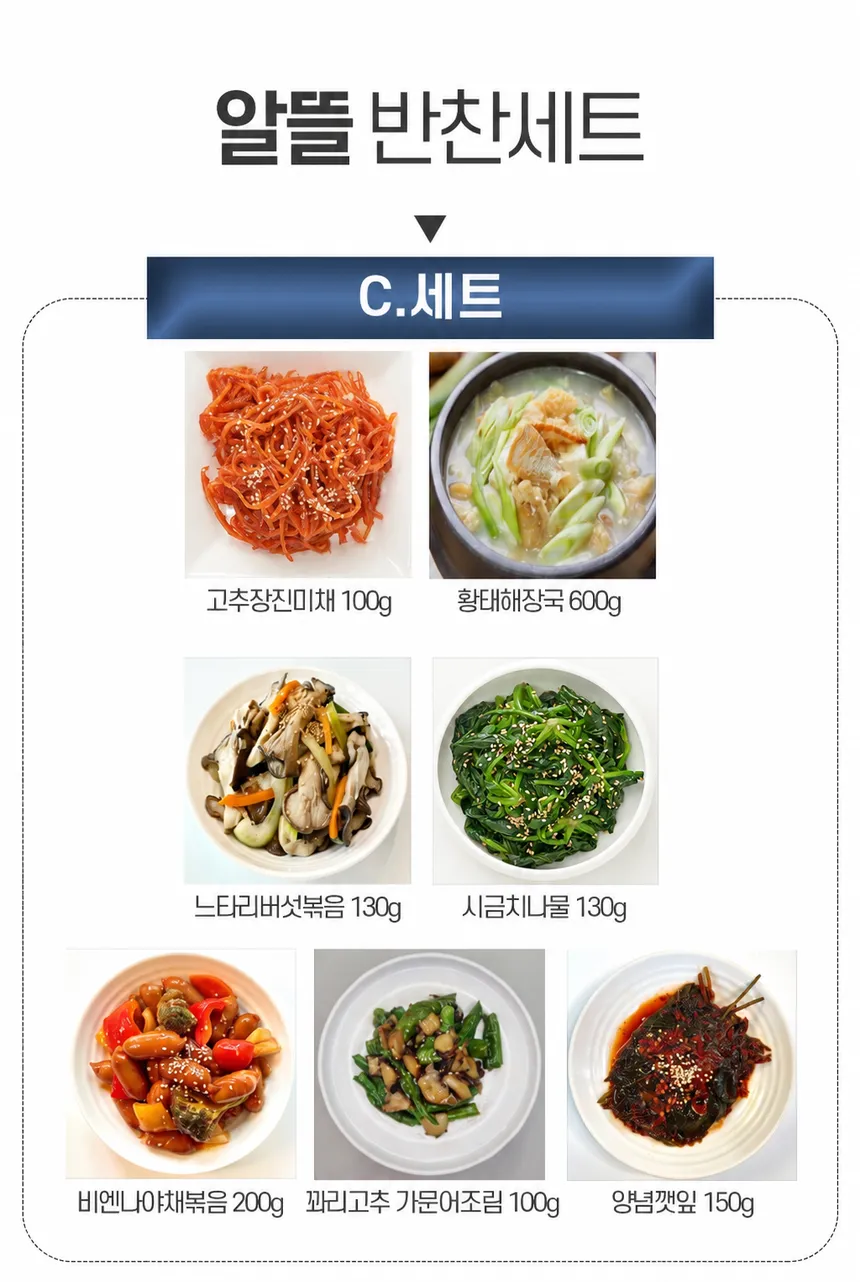 알뜰 반찬세트
C.세트
고추장진미채 100g
황태해장국 600g
느타리버섯볶음 130g
시금치나물 130g
비엔나야채볶음 200g
꽈리고추 가문어조림 100g
양념깻잎 150g